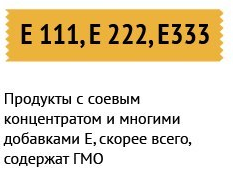 Е 111, Е 222, Е333
Продукты с соевым
концентратом и многими
добавками Е, скорее всего,
содержат ГМО